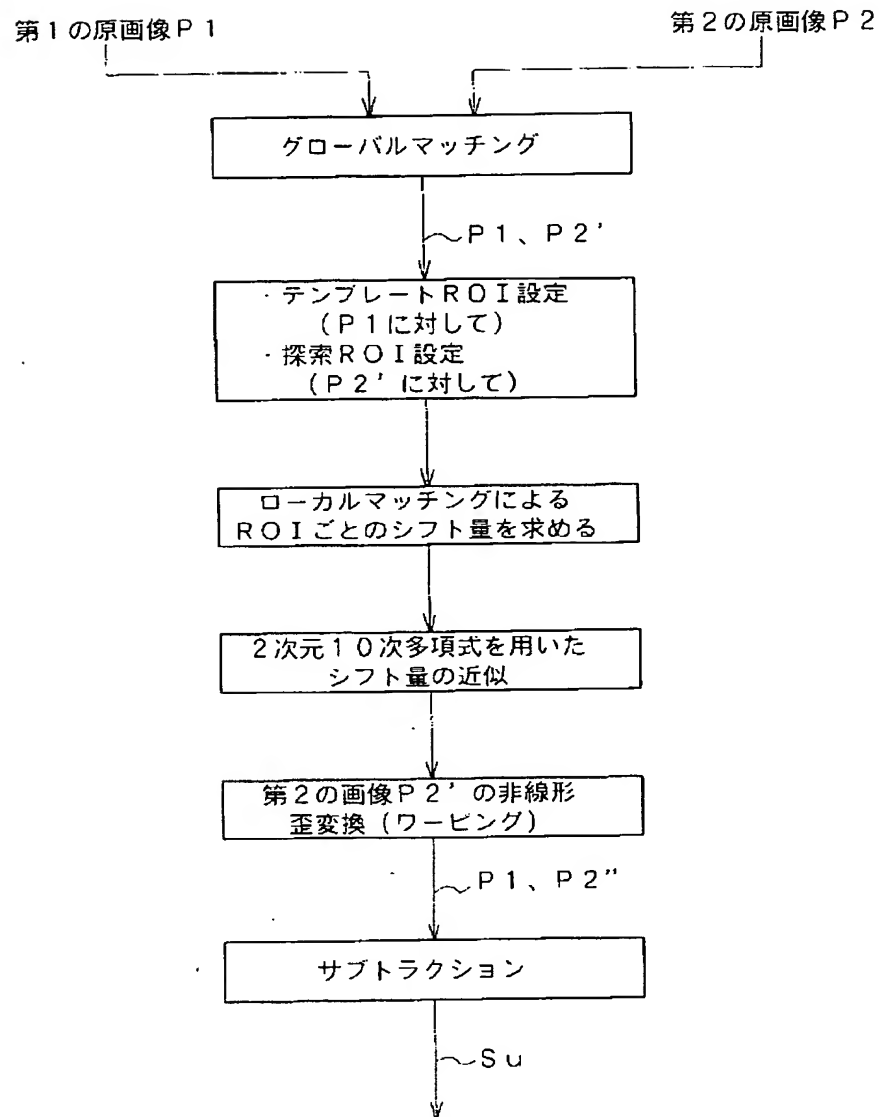 第1の原画像P1
第2の原画像P2
グローバルマッチング
P1、P2'
・テンプレートROI設定
(P1に対して)
・探索ROI設定
(P2'に対して)
ローカルマッチングによる
ROIごとのシフト量を求める
2次元10次多項式を用いた
シフト量の近似
第2の画像P2'の非線形
歪変換(ワーピング)
P1、P2"
サブトラクション
Su